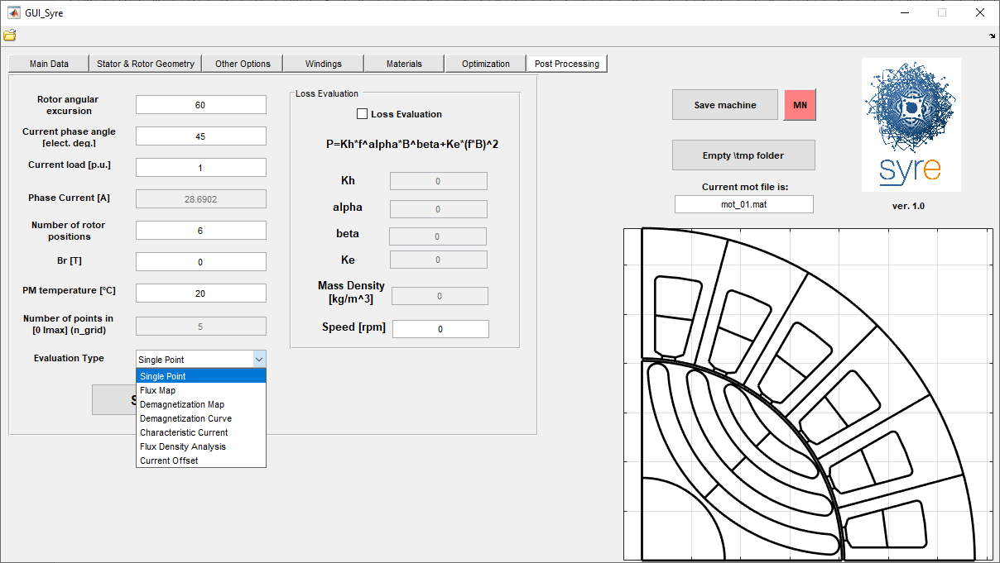 GUI_Syre
Main Data
Stator & Rotor Geometry
Other Options
Windings
Materials
Optimization
Post Processing
Rotor angular
excursion
60
Current phase angle
[elect. deg.]
45
Current load [p.u.]
1
Phase Current [A]
28.6902
Number of rotor
positions
6
Br [T]
0
PM temperature [°C]
20
Number of points in
[0 Imax] (n_grid)
5
Evaluation Type
Single Point
Single Point
Flux Map
Demagnetization Map
Demagnetization Curve
Characteristic Current
Flux Density Analysis
Current Offset
Loss Evaluation
Loss Evaluation
P=Kh*f^alpha*B^beta+Ke*(f*B)^2
Kh
0
alpha
0
beta
0
Ke
0
Mass Density
[kg/m^3]
0
Speed [rpm]
0
Save machine
MN
Empty \tmp folder
Current mot file is:
mot_01.mat
syre
ver. 1.0